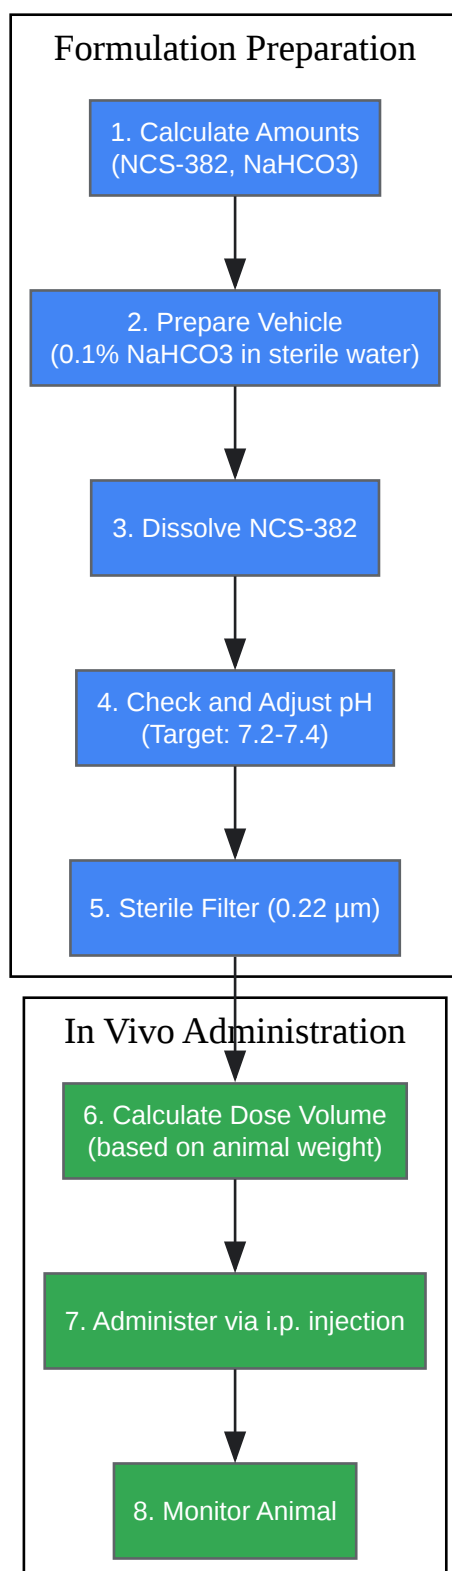 Formulation Preparation
1. Calculate Amounts
(NCS-382, NaHCO3)
2. Prepare Vehicle
(0.1% NaHCO3 in sterile water)
3. Dissolve NCS-382
4. Check and Adjust pH
(Target: 7.2-7.4)
5. Sterile Filter (0.22 µm)
In Vivo Administration
6. Calculate Dose Volume
(based on animal weight)
7. Administer via i.p. injection
8. Monitor Animal